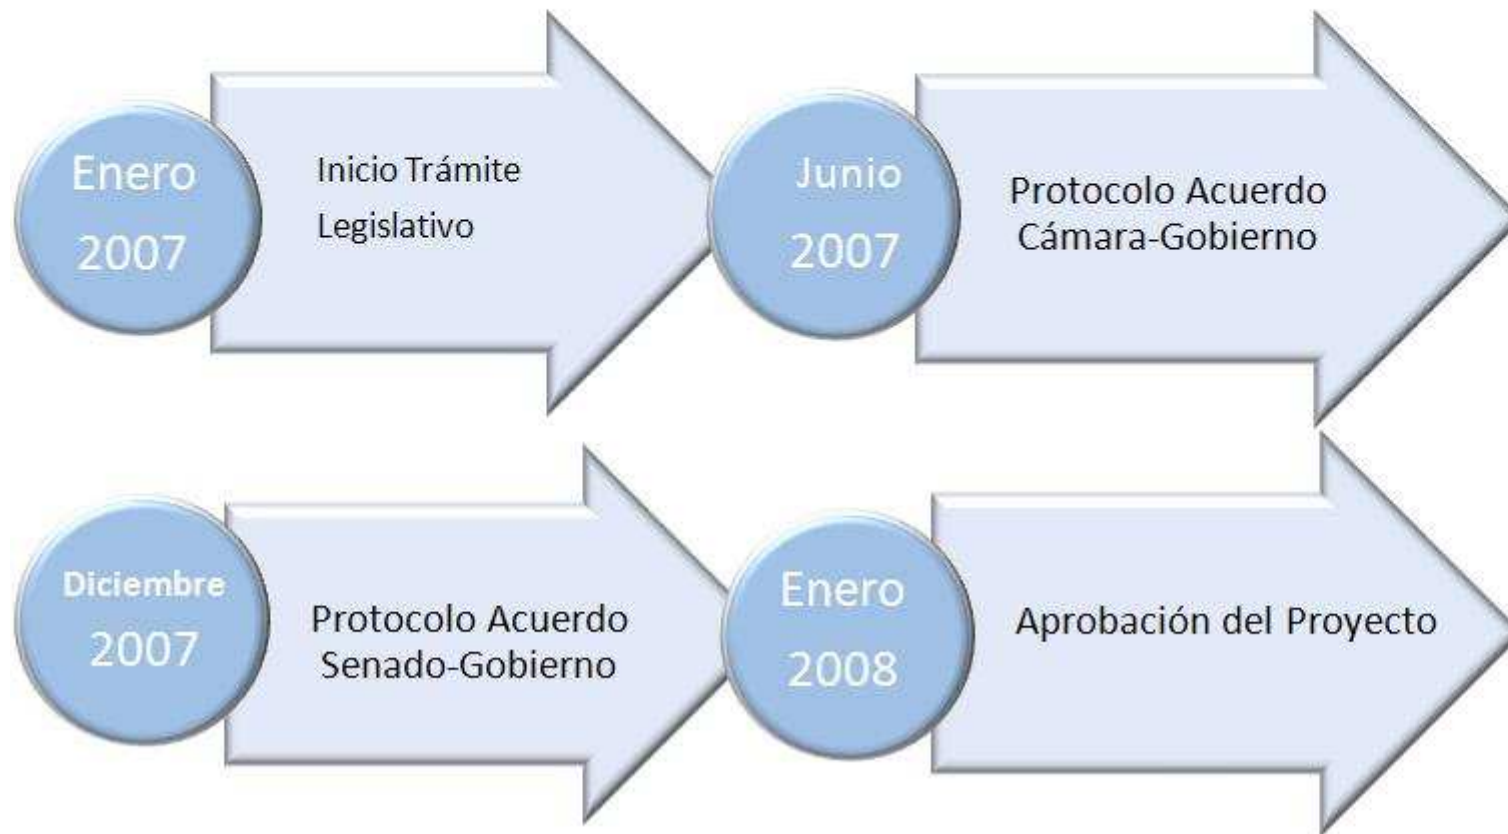 Enero
2007
Inicio Trámite
Legislativo
Junio
2007
Protocolo Acuerdo
Cámara-Gobierno
Diciembre
2007
Protocolo Acuerdo
Senado-Gobierno
Enero
2008
Aprobación del Proyecto